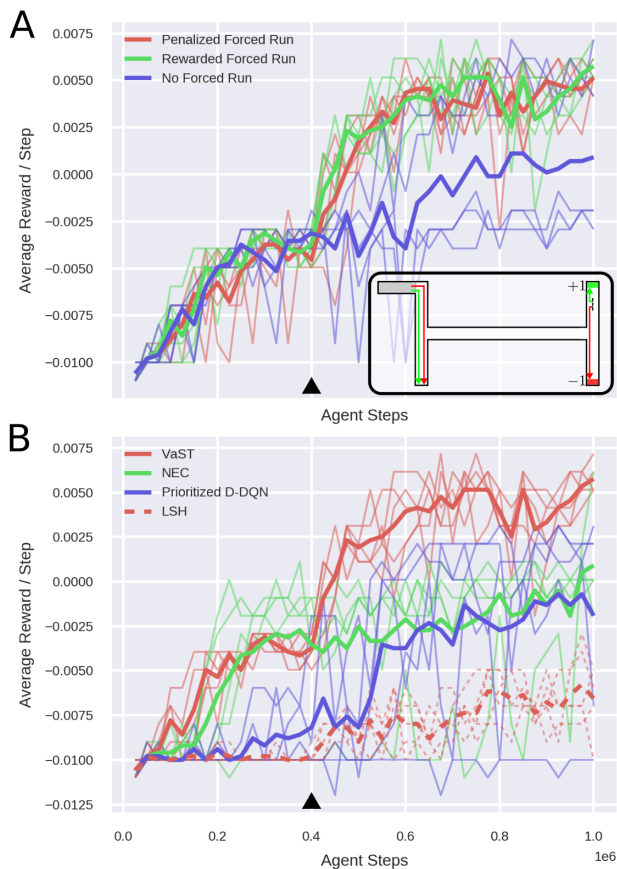 A
0.0075
0.0050
0.0025
0.0000
−0.0025
−0.0050
−0.0075
−0.0100
Average Reward / Step
Penalized Forced Run
Rewarded Forced Run
No Forced Run
+1
−1
Agent Steps
B
0.0075
0.0050
0.0025
0.0000
−0.0025
−0.0050
−0.0075
−0.0100
−0.0125
Average Reward / Step
VaST
NEC
Prioritized D-DQN
LSH
0.0 0.2 0.4 0.6 0.8 1.0
1e6
Agent Steps